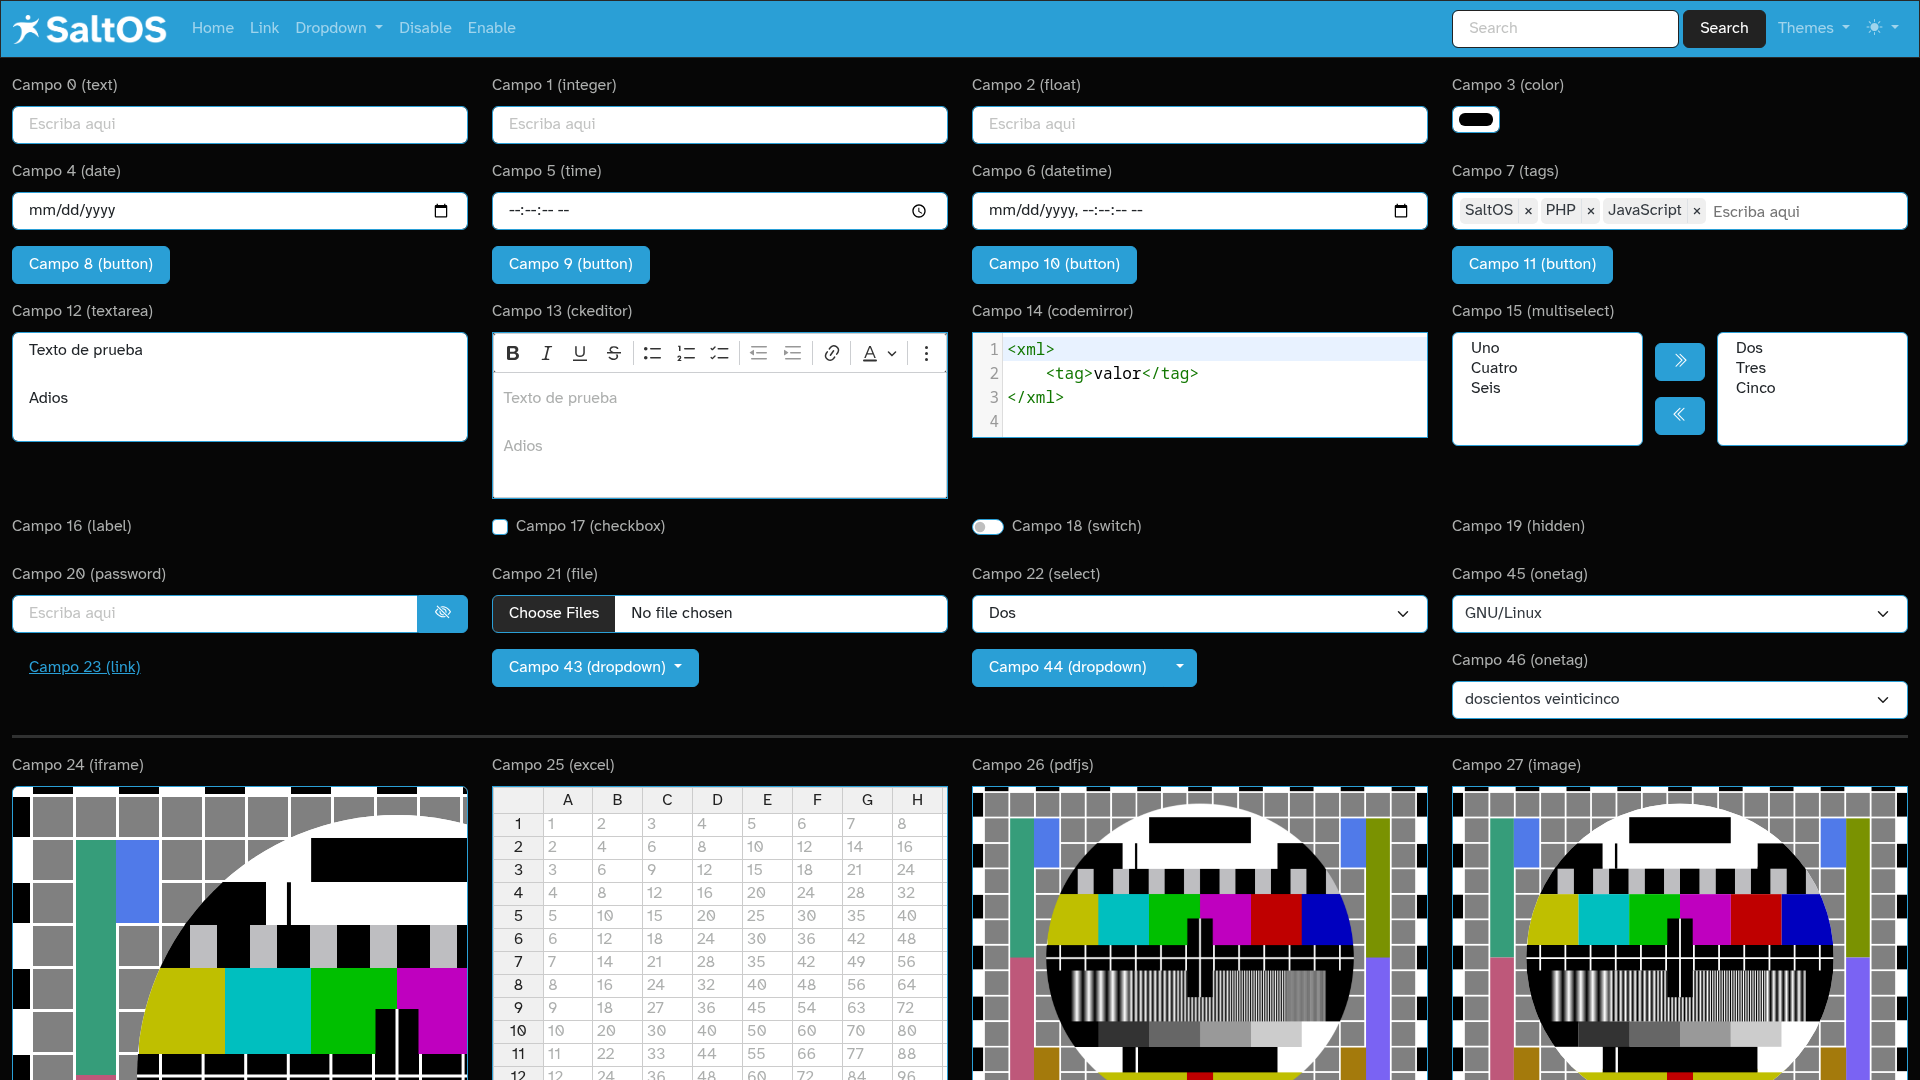 SaltOS Home Link Dropdown Disable Enable Search Search Themes
Campo 0 (text) Campo 1 (integer) Campo 2 (float) Campo 3 (color)
Escriba aqui Escriba aqui Escriba aqui
Campo 4 (date) Campo 5 (time) Campo 6 (datetime) Campo 7 (tags)
mm/dd/yyyy --:--:-- -- mm/dd/yyyy, --:--:-- -- SaltOS × PHP × JavaScript × Escriba aqui
Campo 8 (button) Campo 9 (button) Campo 10 (button) Campo 11 (button)
Campo 12 (textarea) Campo 13 (ckeditor) Campo 14 (codemirror) Campo 15 (multiselect)
Texto de prueba
Adios
B I U S A
Texto de prueba
Adios
1 <xml>
2 <tag>valor</tag>
3 </xml>
4
Uno
Cuatro
Seis
Dos
Tres
Cinco
Campo 16 (label) Campo 17 (checkbox) Campo 18 (switch) Campo 19 (hidden)
Campo 20 (password) Campo 21 (file) Campo 22 (select) Campo 45 (onetag)
Escriba aqui Choose Files No file chosen Dos GNU/Linux
Campo 23 (link) Campo 43 (dropdown) Campo 44 (dropdown) Campo 46 (onetag)
doscientos veinticinco
Campo 24 (iframe) Campo 25 (excel) Campo 26 (pdfjs) Campo 27 (image)
A B C D E F G H
1 1 2 3 4 5 6 7 8
2 2 4 6 8 10 12 14 16
3 3 6 9 12 15 18 21 24
4 4 8 12 16 20 24 28 32
5 5 10 15 20 25 30 35 40
6 6 12 18 24 30 36 42 48
7 7 14 21 28 35 42 49 56
8 8 16 24 32 40 48 56 64
9 9 18 27 36 45 54 63 72
10 10 20 30 40 50 60 70 80
11 11 22 33 44 55 66 77 88
12 12 24 36 48 60 72 84 96